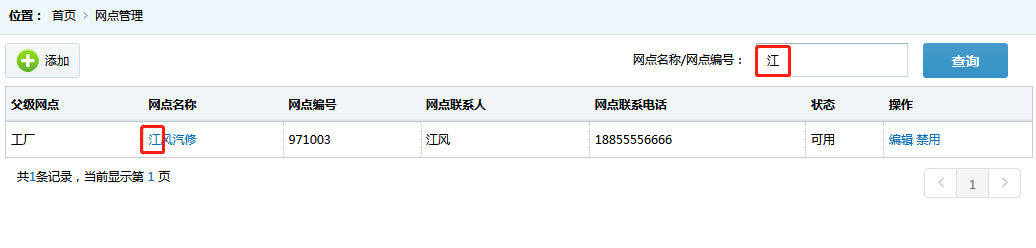 位置： 首页 > 网点管理
添加 网点名称/网点编号： 江 查询
父级网点 网点名称 网点编号 网点联系人 网点联系电话 状态 操作
工厂 江风汽修 971003 江风 18855556666 可用 编辑 禁用
共1条记录，当前显示第 1 页 < 1 >